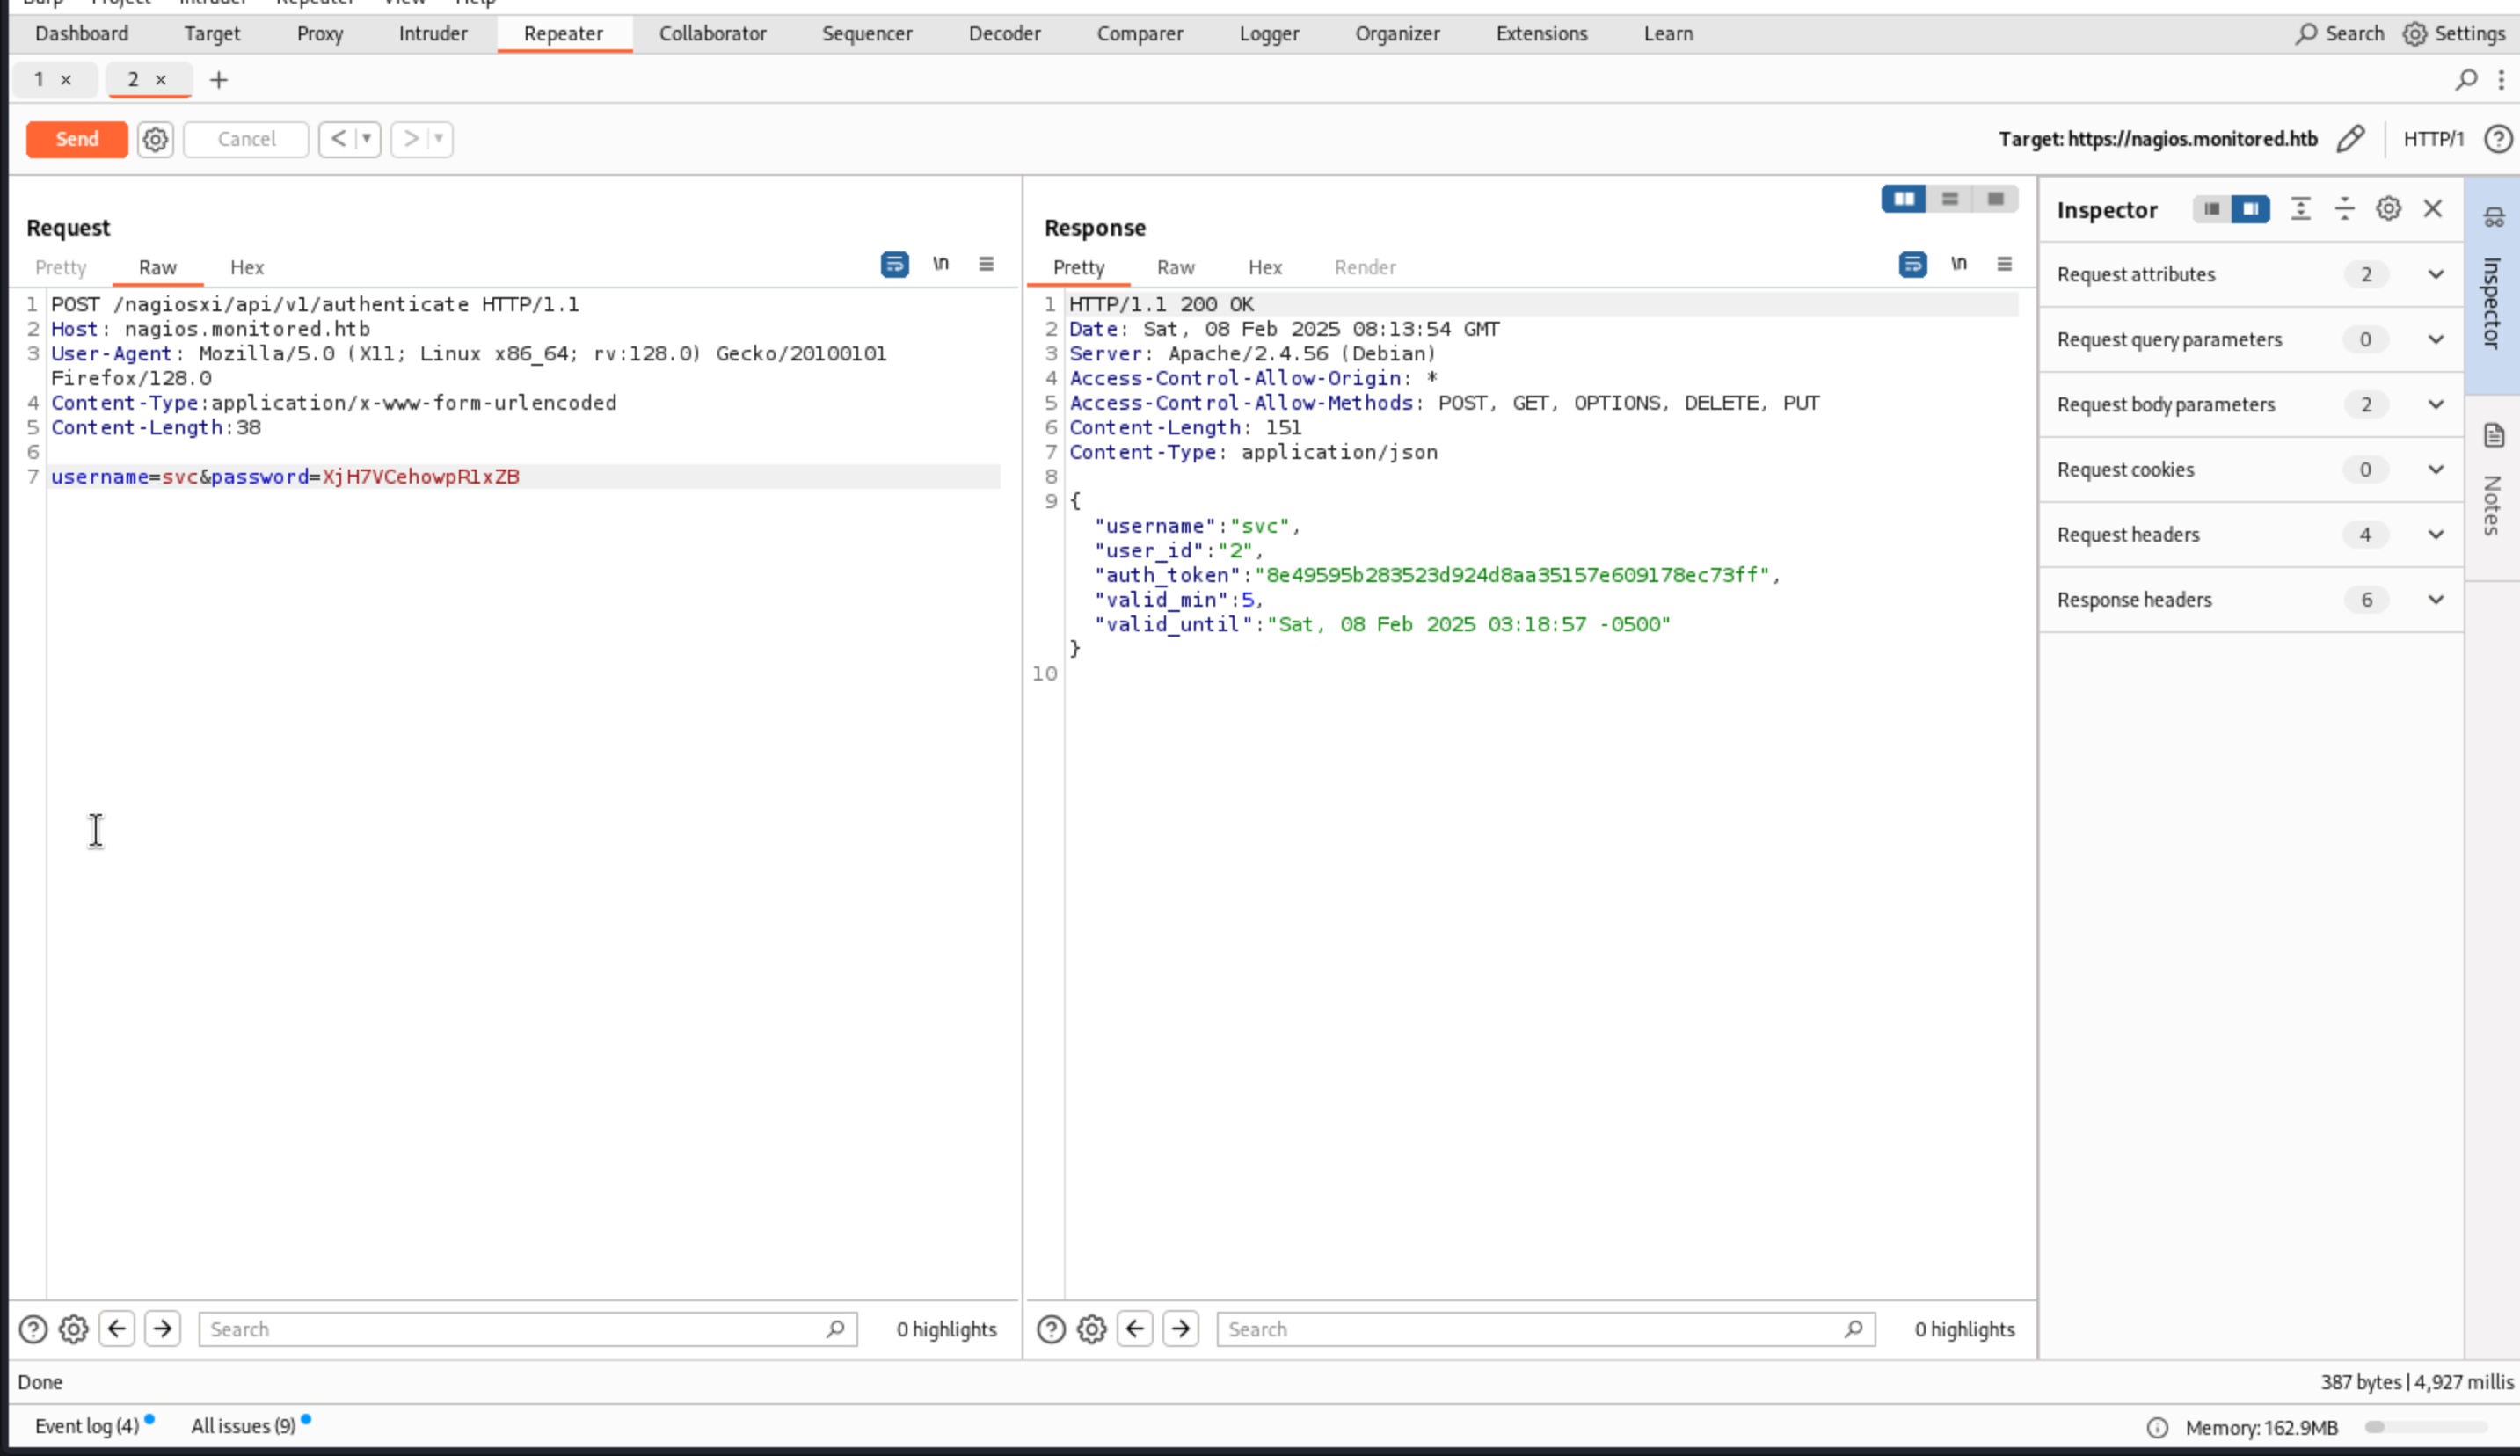 Burp Project Intruder Repeater View Help
Dashboard Target Proxy Intruder Repeater Collaborator Sequencer Decoder Comparer Logger Organizer Extensions Learn Search Settings
1 × 2 × +
Send Cancel < > Target: https://nagios.monitored.htb HTTP/1
Request
Pretty Raw Hex \n
1 POST /nagiosxi/api/v1/authenticate HTTP/1.1
2 Host: nagios.monitored.htb
3 User-Agent: Mozilla/5.0 (X11; Linux x86_64; rv:128.0) Gecko/20100101
Firefox/128.0
4 Content-Type:application/x-www-form-urlencoded
5 Content-Length:38
6
7 username=svc&password=XjH7VCehowpR1xZB
Search 0 highlights
Response
Pretty Raw Hex Render \n
1 HTTP/1.1 200 OK
2 Date: Sat, 08 Feb 2025 08:13:54 GMT
3 Server: Apache/2.4.56 (Debian)
4 Access-Control-Allow-Origin: *
5 Access-Control-Allow-Methods: POST, GET, OPTIONS, DELETE, PUT
6 Content-Length: 151
7 Content-Type: application/json
8
9 {
"username":"svc",
"user_id":"2",
"auth_token":"8e49595b283523d924d8aa35157e609178ec73ff",
"valid_min":5,
"valid_until":"Sat, 08 Feb 2025 03:18:57 -0500"
}
10
Search 0 highlights
Inspector
Request attributes 2
Request query parameters 0
Request body parameters 2
Request cookies 0
Request headers 4
Response headers 6
Inspector
Notes
Done 387 bytes | 4,927 millis
Event log (4) All issues (9) Memory: 162.9MB